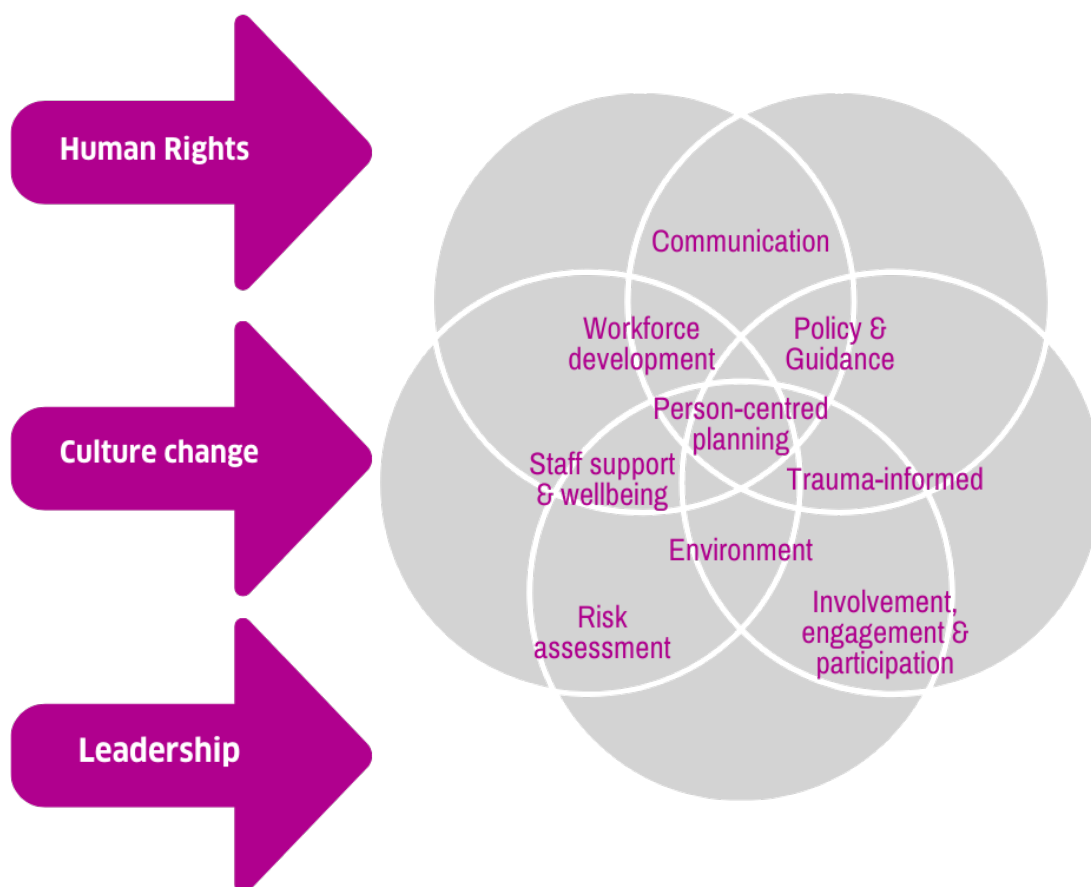 Human Rights
Culture change
Leadership
Communication
Workforce
development
Policy &
Guidance
Person-centred
planning
Staff support
& wellbeing
Trauma-informed
Environment
Risk
assessment
Involvement,
engagement &
participation